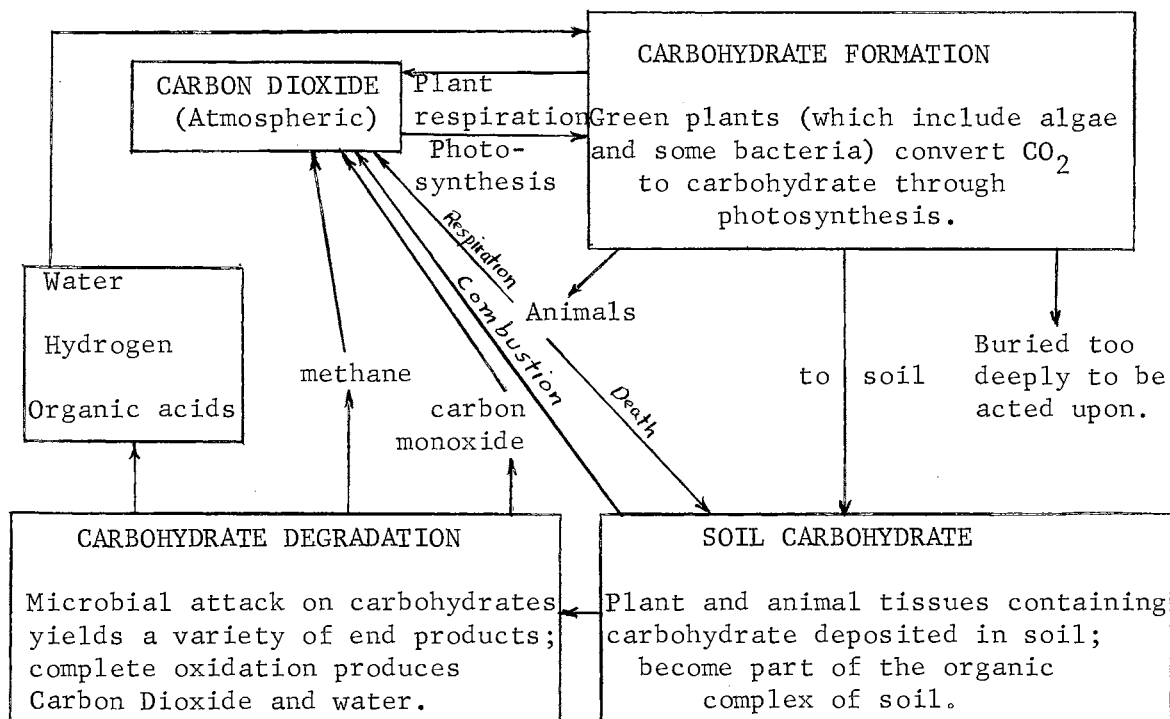 CARBOHYDRATE FORMATION
CARBON DIOXIDE
(Atmospheric)
Plant
respiration
Photo-
synthesis
Green plants (which include algae
and some bacteria) convert CO2
to carbohydrate through
photosynthesis.
Respiration
Combustion
Animals
Death
Water
Hydrogen
Organic acids
methane
carbon
monoxide
to soil
Buried too
deeply to be
acted upon.
CARBOHYDRATE DEGRADATION
Microbial attack on carbohydrates
yields a variety of end products;
complete oxidation produces
Carbon Dioxide and water.
SOIL CARBOHYDRATE
Plant and animal tissues containing
carbohydrate deposited in soil;
become part of the organic
complex of soil.